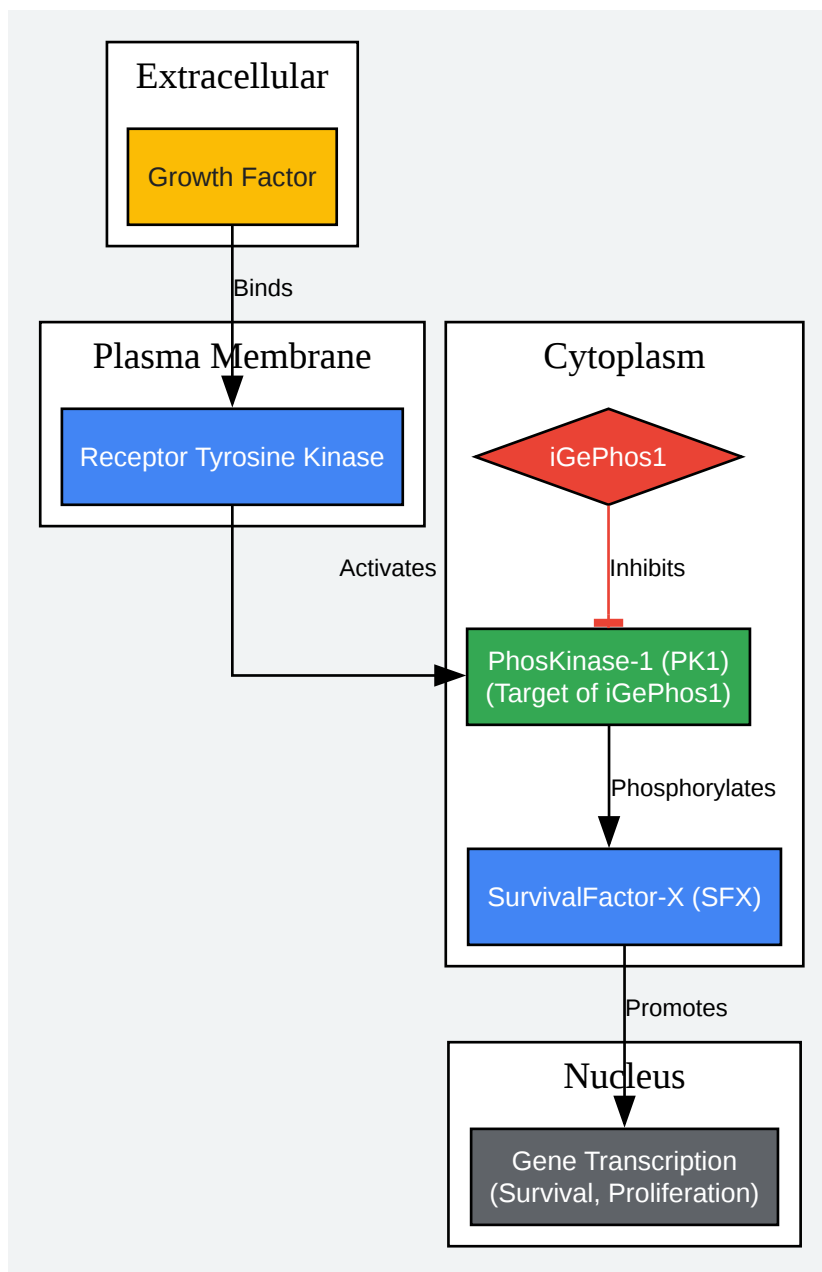 Extracellular
Growth Factor
Binds
Plasma Membrane
Receptor Tyrosine Kinase
Cytoplasm
iGePhos1
Activates
Inhibits
PhosKinase-1 (PK1)
(Target of iGePhos1)
Phosphorylates
SurvivalFactor-X (SFX)
Promotes
Nucleus
Gene Transcription
(Survival, Proliferation)